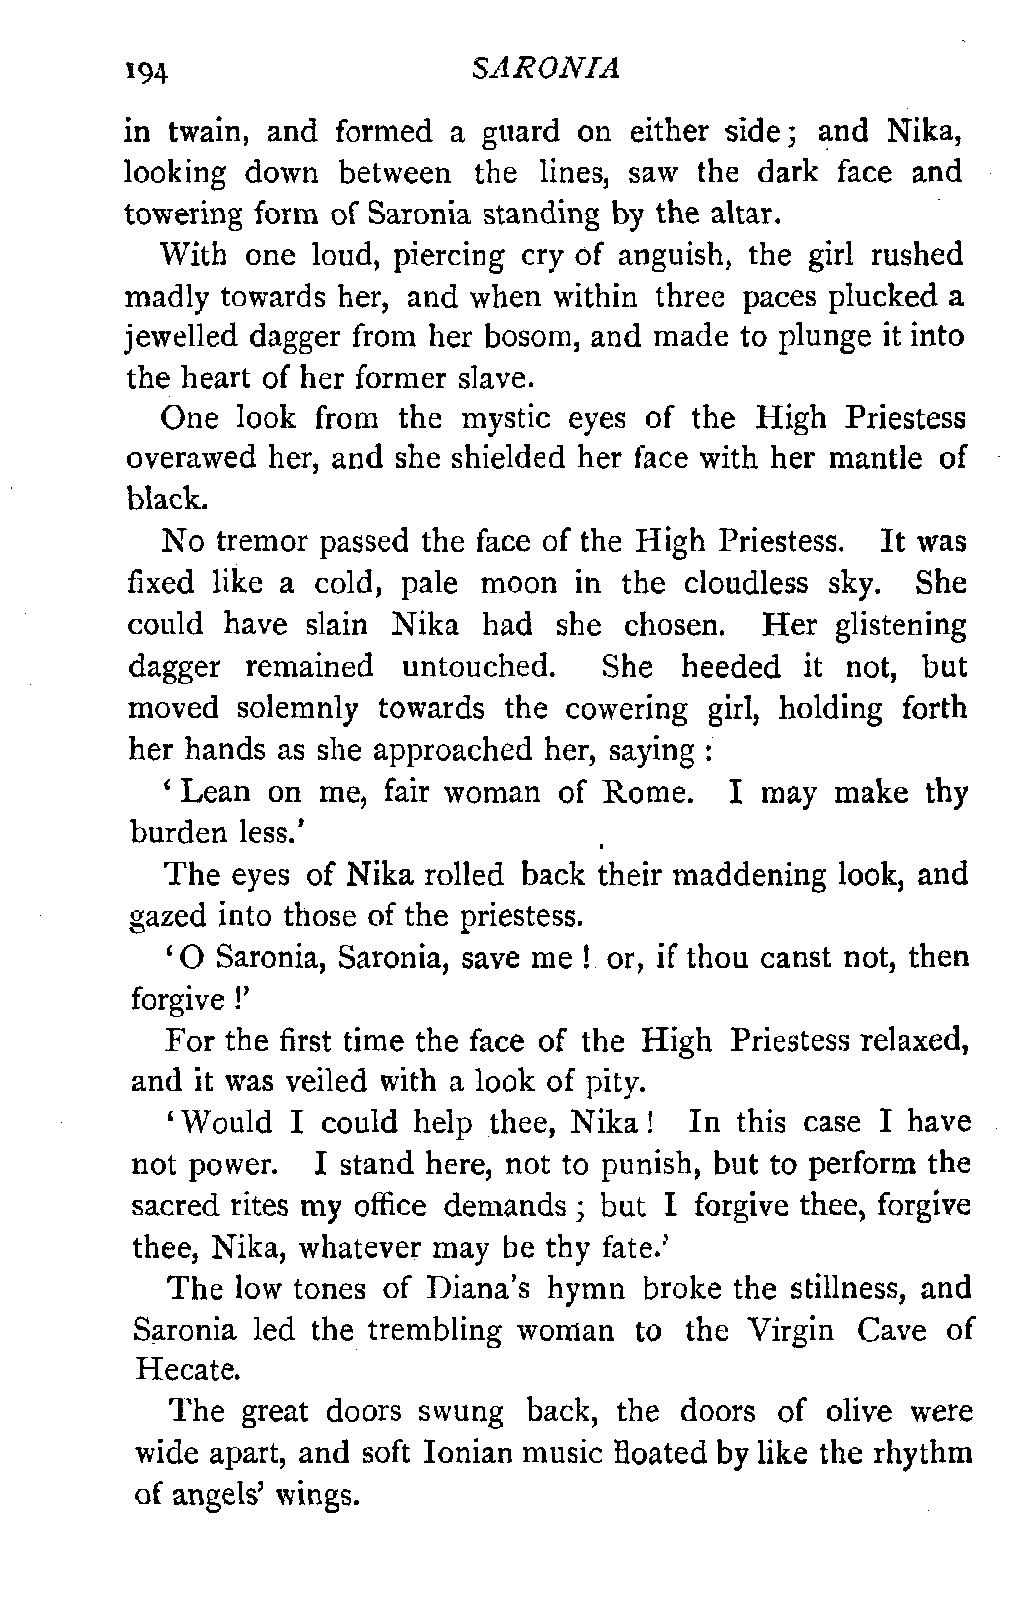 194 SARONIA
in twain, and formed a guard on either side; and Nika,
looking down between the lines, saw the dark face and
towering form of Saronia standing by the altar.
With one loud, piercing cry of anguish, the girl rushed
madly towards her, and when within three paces plucked a
jewelled dagger from her bosom, and made to plunge it into
the heart of her former slave.
One look from the mystic eyes of the High Priestess
overawed her, and she shielded her face with her mantle of
black.
No tremor passed the face of the High Priestess. It was
fixed like a cold, pale moon in the cloudless sky. She
could have slain Nika had she chosen. Her glistening
dagger remained untouched. She heeded it not, but
moved solemnly towards the cowering girl, holding forth
her hands as she approached her, saying :
‘ Lean on me, fair woman of Rome. I may make thy
burden less.’
The eyes of Nika rolled back their maddening look, and
gazed into those of the priestess.
‘ O Saronia, Saronia, save me ! or, if thou canst not, then
forgive !’
For the first time the face of the High Priestess relaxed,
and it was veiled with a look of pity.
‘ Would I could help thee, Nika ! In this case I have
not power. I stand here, not to punish, but to perform the
sacred rites my office demands ; but I forgive thee, forgive
thee, Nika, whatever may be thy fate.’
The low tones of Diana’s hymn broke the stillness, and
Saronia led the trembling woman to the Virgin Cave of
Hecate.
The great doors swung back, the doors of olive were
wide apart, and soft Ionian music floated by like the rhythm
of angels’ wings.